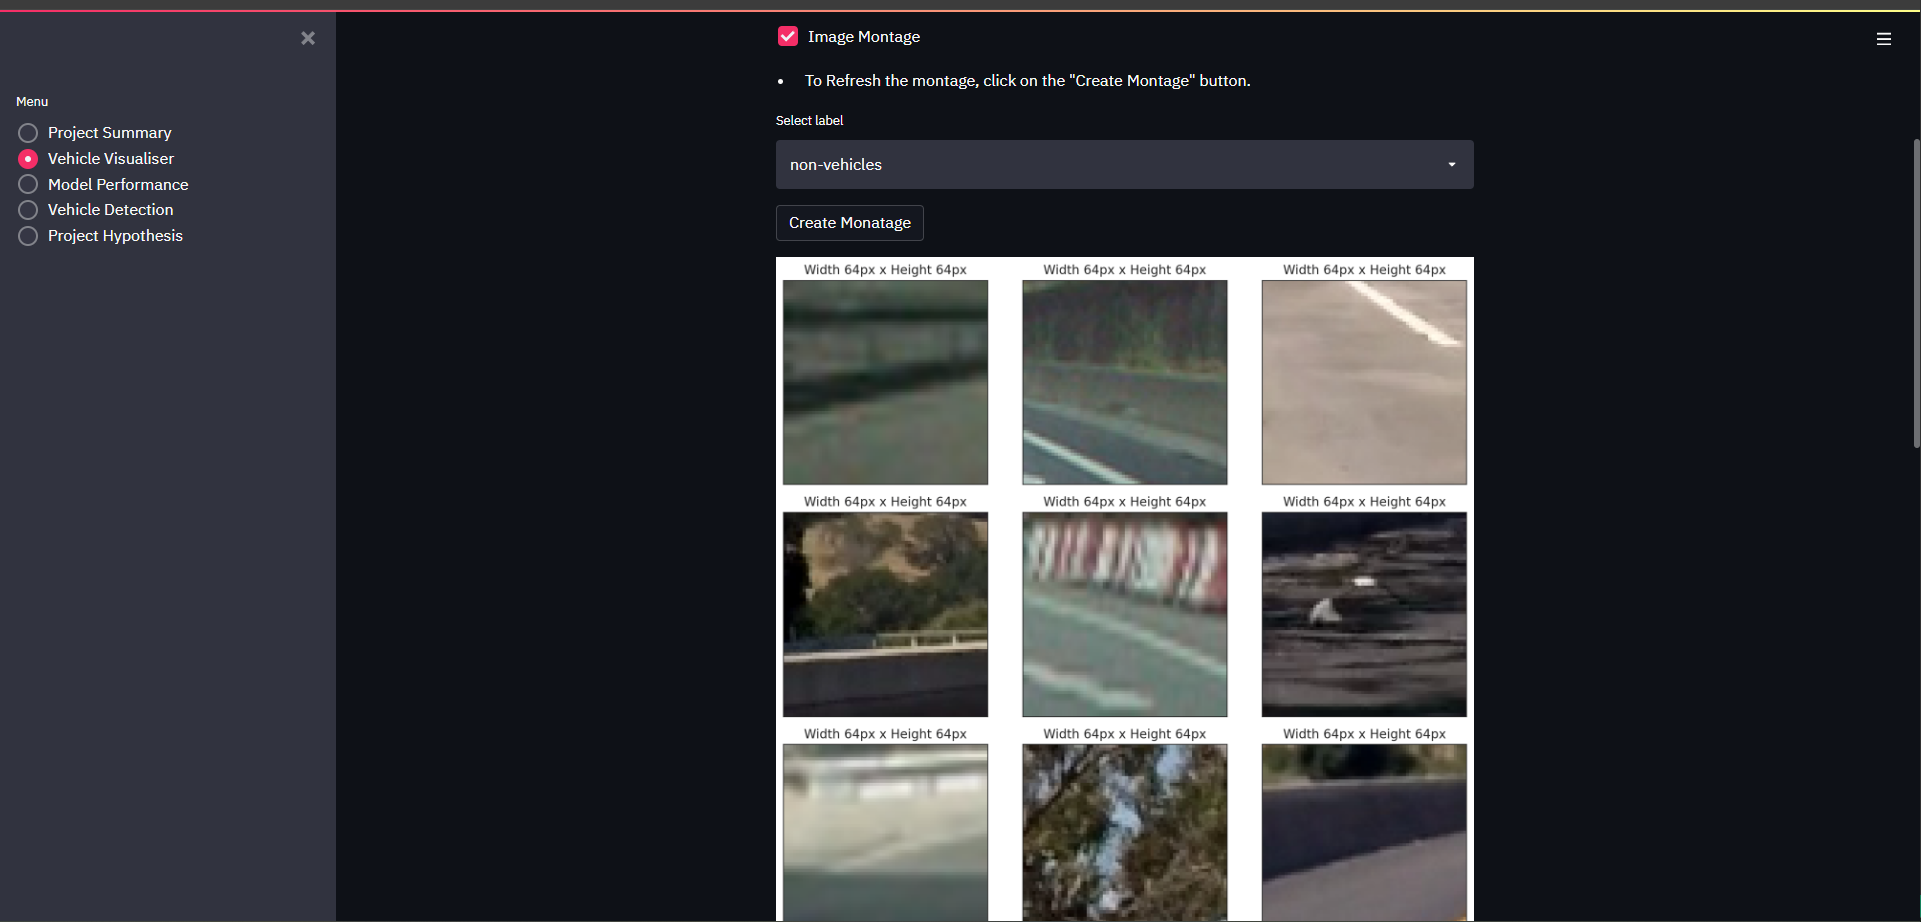 Menu
Project Summary
Vehicle Visualiser
Model Performance
Vehicle Detection
Project Hypothesis
Image Montage
To Refresh the montage, click on the "Create Montage" button.
Select label
non-vehicles
Create Monatage
Width 64px x Height 64px
Width 64px x Height 64px
Width 64px x Height 64px
Width 64px x Height 64px
Width 64px x Height 64px
Width 64px x Height 64px
Width 64px x Height 64px
Width 64px x Height 64px
Width 64px x Height 64px